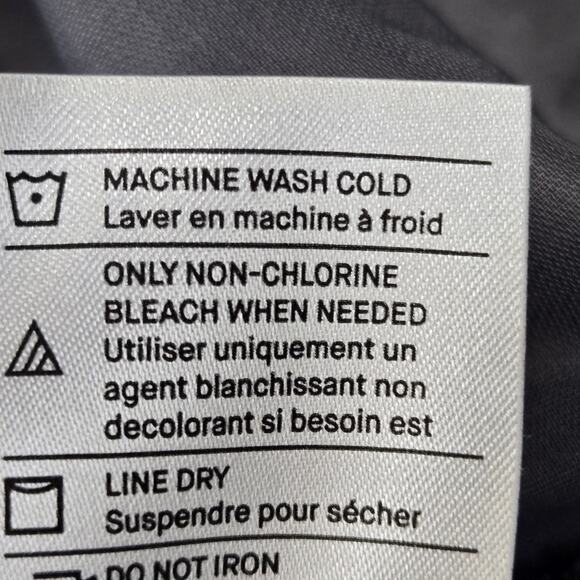 MACHINE WASH COLD
Laver en machine à froid
ONLY NON-CHLORINE
BLEACH WHEN NEEDED
Utiliser uniquement un
agent blanchissant non
decolorant si besoin est
LINE DRY
Suspendre pour sécher
DO NOT IRON